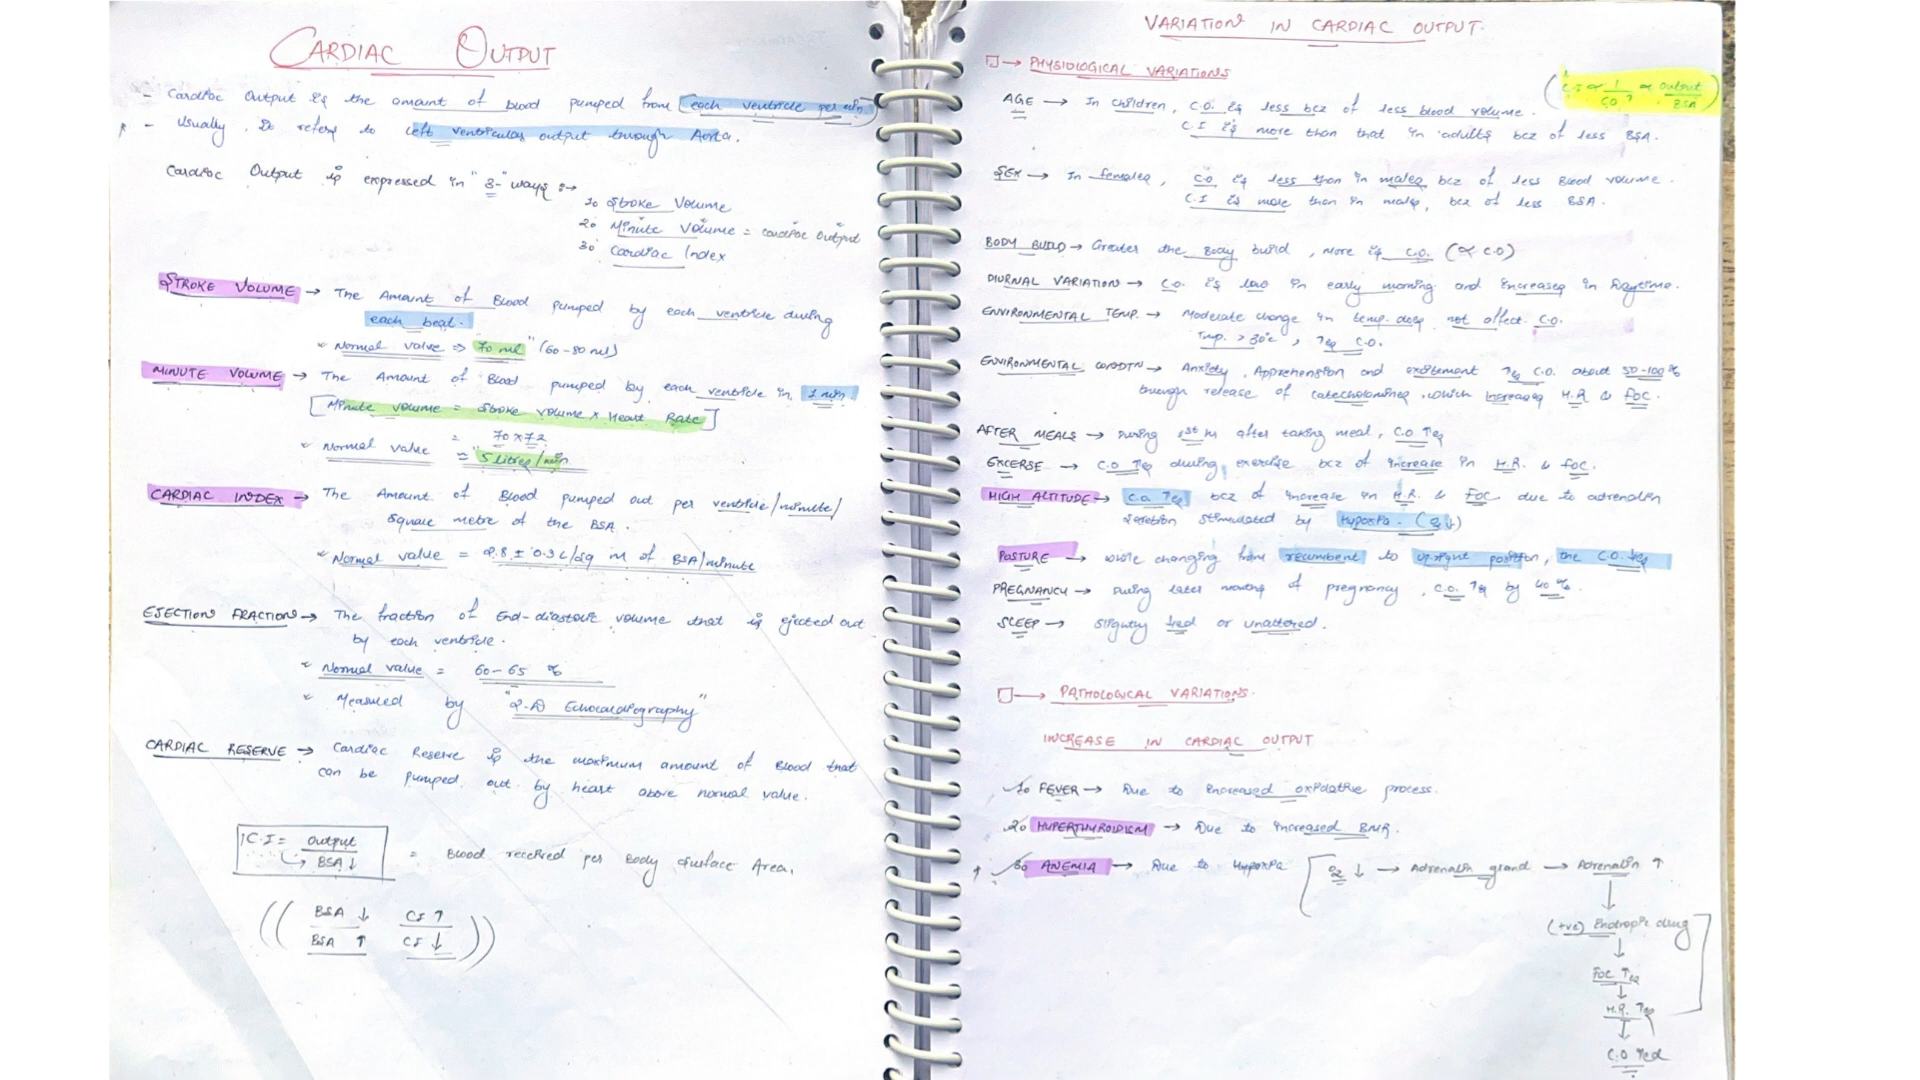 CARDIAC OUTPUT
- Cardiac Output is the amount of blood pumped from each ventricle per min
- Usually, It refers to Left ventricular output through Aorta.
Cardiac Output is expressed in "3-" ways :→
1. Stroke Volume
2. Minute Volume = cardiac output
3. Cardiac Index
STROKE VOLUME → The Amount of Blood pumped by each ventricle during
each beat.
Normal value ⇒ 70 ml (60-80 ml)
MINUTE VOLUME → The Amount of Blood pumped by each ventricle in 1 min.
[Minute volume = Stroke volume × Heart Rate]
= 70 × 72
Normal value ≈ 5 litres/min
CARDIAC INDEX → The Amount of Blood pumped out per ventricle/minute/
Square metre of the BSA.
Normal value = 2.8 ± 0.3 L/sq m of BSA/minute
EJECTION FRACTION → The fraction of End-diastolic volume that is ejected out
by each ventricle.
Normal value = 60-65 %
Measured by "2-D Echocardiography"
CARDIAC RESERVE → Cardiac Reserve is the maximum amount of Blood that
can be pumped out by heart above normal value.
C.I = Output / BSA ↓ = Blood received per Body Surface Area.
BSA ↓ CI ↑
BSA ↑ CI ↓
VARIATION IN CARDIAC OUTPUT.
→ PHYSIOLOGICAL VARIATIONS
(C.I ∝ 1/CO ? ∝ Output/BSA)
AGE → In children, C.O. is less bcz of less blood volume.
C.I is more than that in adults bcz of less BSA.
SEX → In females, CO is less than in males bcz of less Blood volume.
C.I is more than in males, bcz of less BSA.
BODY BUILD → Greater the Body build, more is C.O. (∝ C.O)
DIURNAL VARIATION → C.O. is low in early morning and increases in Daytime.
ENVIRONMENTAL TEMP. → Moderate change in temp. does not affect C.O.
Tmp. > 30°C, ↑es C.O.
ENVIRONMENTAL CONDTN → Anxiety, Apprehension and excitement ↑es C.O. about 50-100%
through release of catecholamines, which increases H.R & FOC.
AFTER MEALS → During 1st hr after taking meal, C.O ↑es
EXCERSE → C.O ↑es during exercise bcz of increase in H.R. & FOC.
HIGH ALTITUDE → C.O. ↑es bcz of increase in H.R. & FOC due to adrenalin
secretion stimulated by Hypoxia. (O2↓)
POSTURE → while changing from recumbent to upright position, the C.O. ↓es
PREGNANCY → During later months of pregnancy, C.O. ↑es by 40 %.
SLEEP → Slightly ↓ed or unaltered.
→ PATHOLOGICAL VARIATIONS.
INCREASE IN CARDIAC OUTPUT
1. FEVER → Due to increased oxidative process.
2. HYPERTHYROIDISM → Due to increased BMR.
3. ANEMIA → Due to Hypoxia [O2 ↓ → Adrenalin gland → Adrenalin ↑
↓
(+ve) Inotropic drug
↓
FOC ↑es
↓
H.R. ↑es
↓
C.O ↑ed